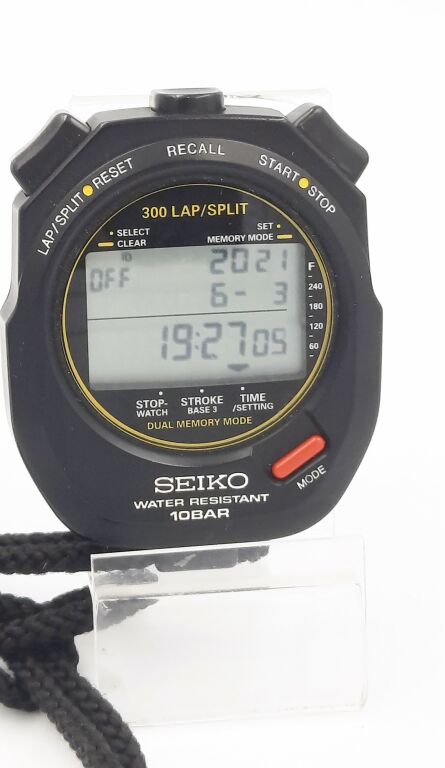 RECALL
LAP/SPLIT RESET
START STOP
300 LAP/SPLIT
SELECT
CLEAR
SET
MEMORY MODE
10
OFF
2021
6- 3
19:27 05
F
240
180
120
60
STOP-
WATCH
STROKE
BASE 3
TIME
/SETTING
DUAL MEMORY MODE
MODE
SEIKO
WATER RESISTANT
10BAR